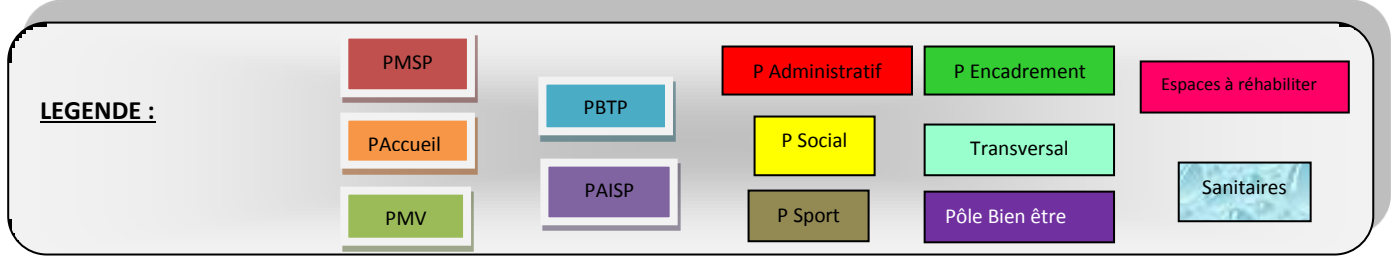 LEGENDE :
PMSP
PAccueil
PMV
PBTP
PAISP
P Administratif
P Social
P Sport
P Encadrement
Transversal
Pôle Bien être
Espaces à réhabiliter
Sanitaires